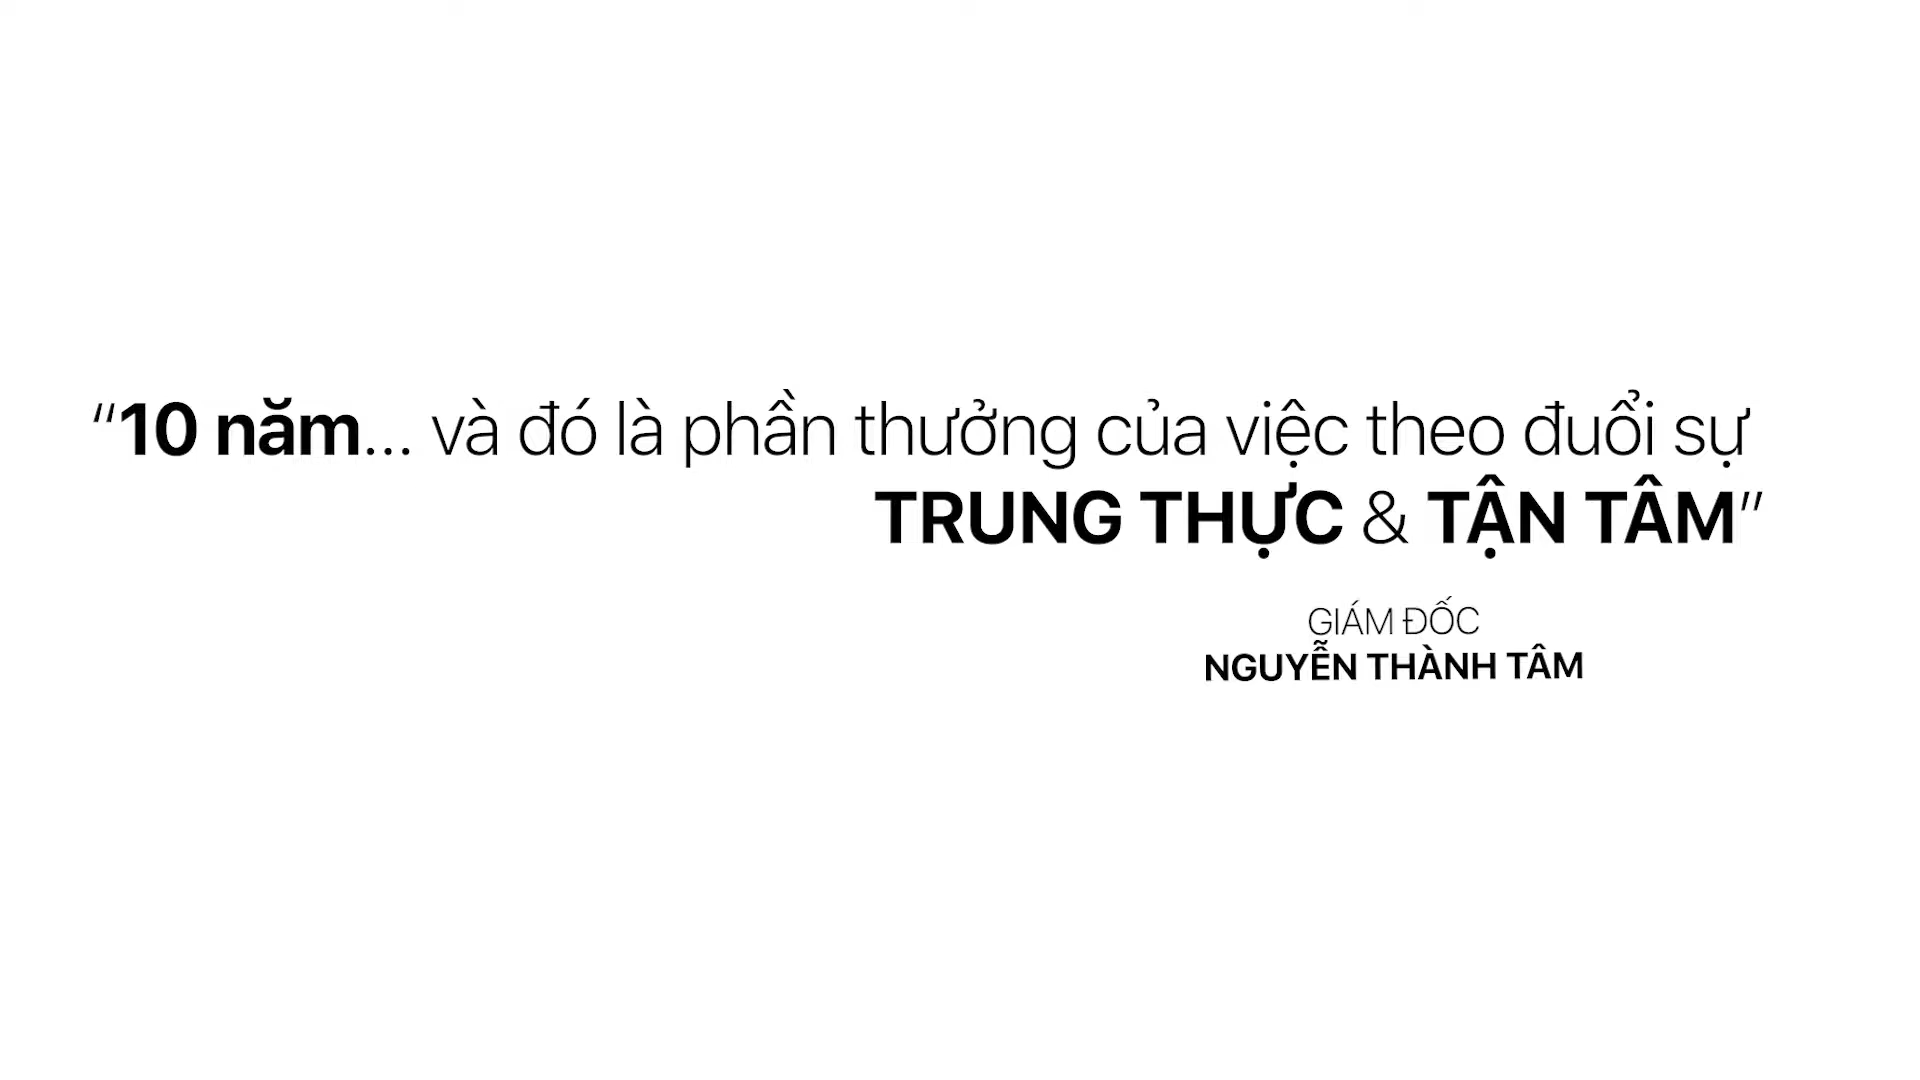 “10 năm... và đó là phần thưởng của việc theo đuổi sự
TRUNG THỰC & TẬN TÂM”
GIÁM ĐỐC
NGUYỄN THÀNH TÂM